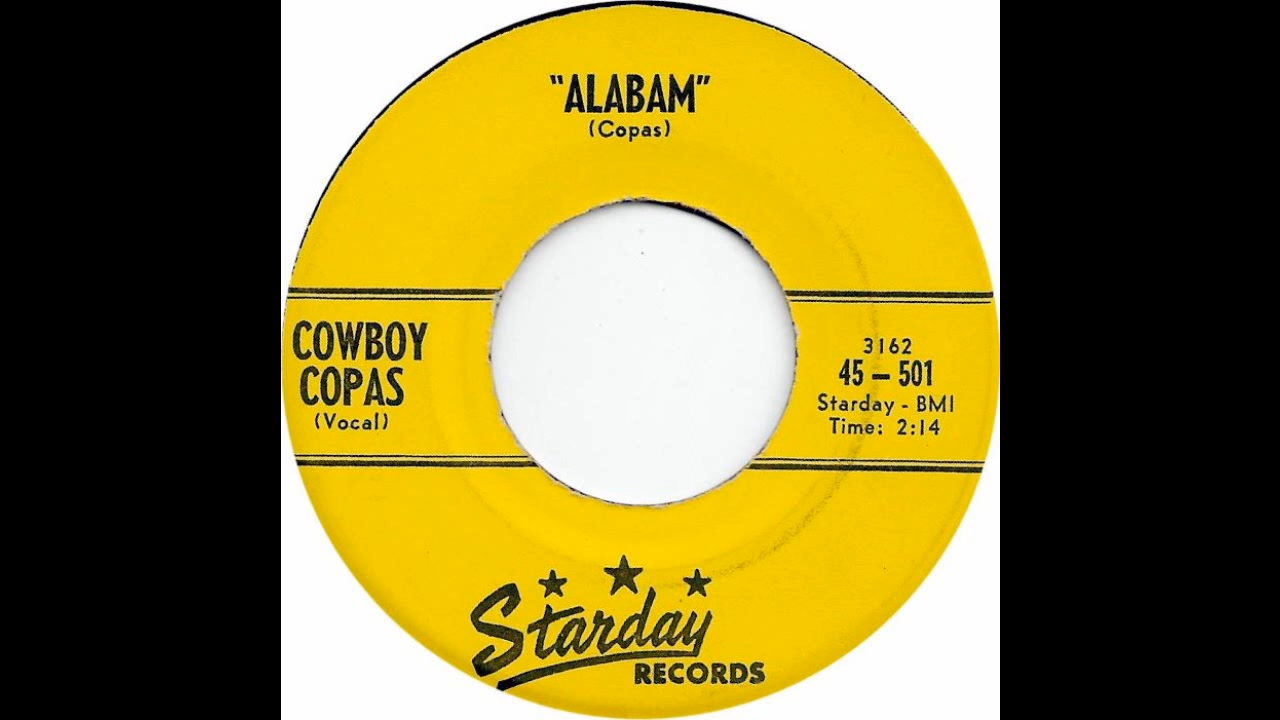 "ALABAM"
(Copas)
COWBOY
COPAS
(Vocal)
3162
45 – 501
Starday - BMI
Time: 2:14
Starday
RECORDS